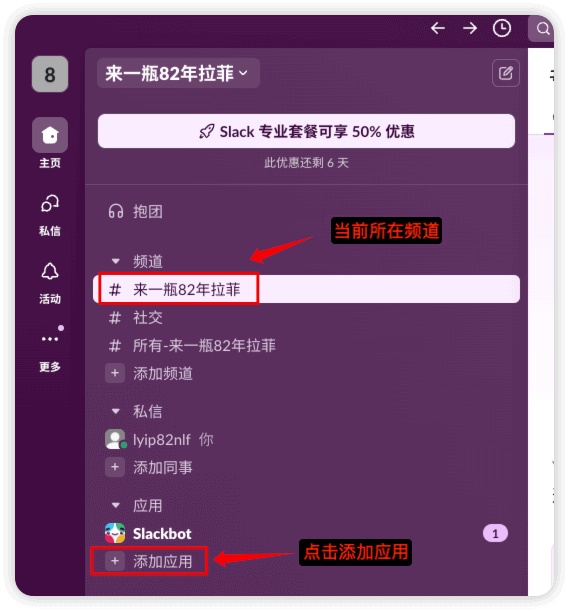 8
来一瓶82年拉菲
Slack 专业套餐可享 50% 优惠
此优惠还剩 6 天
主页
私信
活动
更多
抱团
当前所在频道
频道
# 来一瓶82年拉菲
# 社交
# 所有-来一瓶82年拉菲
+ 添加频道
私信
lyip82nlf 你
+ 添加同事
应用
Slackbot 1
+ 添加应用
点击添加应用